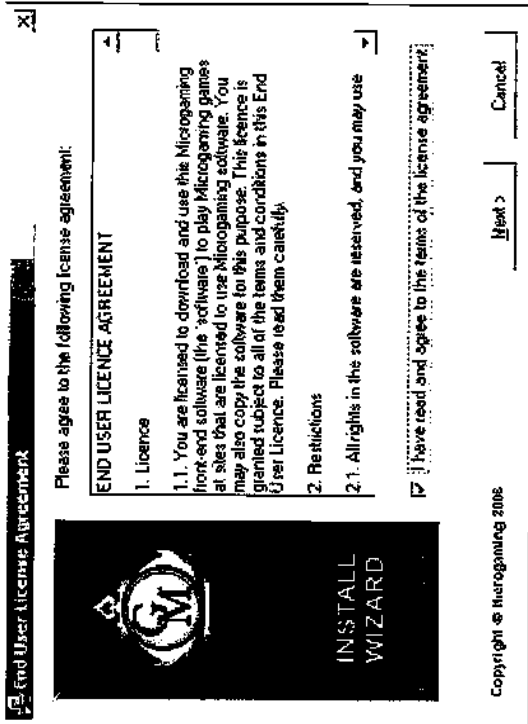 End User License Agreement
Please agree to the following license agreement:
END USER LICENCE AGREEMENT
1. Licence
1.1. You are licensed to download and use this Microgaming
front-end software (the 'software') to play Microgaming games
at sites that are licensed to use Microgaming software. You
may also copy the software for this purpose. This licence is
granted subject to all of the terms and conditions in this End
User Licence. Please read them carefully.
2. Restrictions
2.1. All rights in the software are reserved, and you may use
I have read and agree to the terms of the license agreement
INSTALL
WIZARD
Copyright © Microgaming 2006
Next >
Cancel